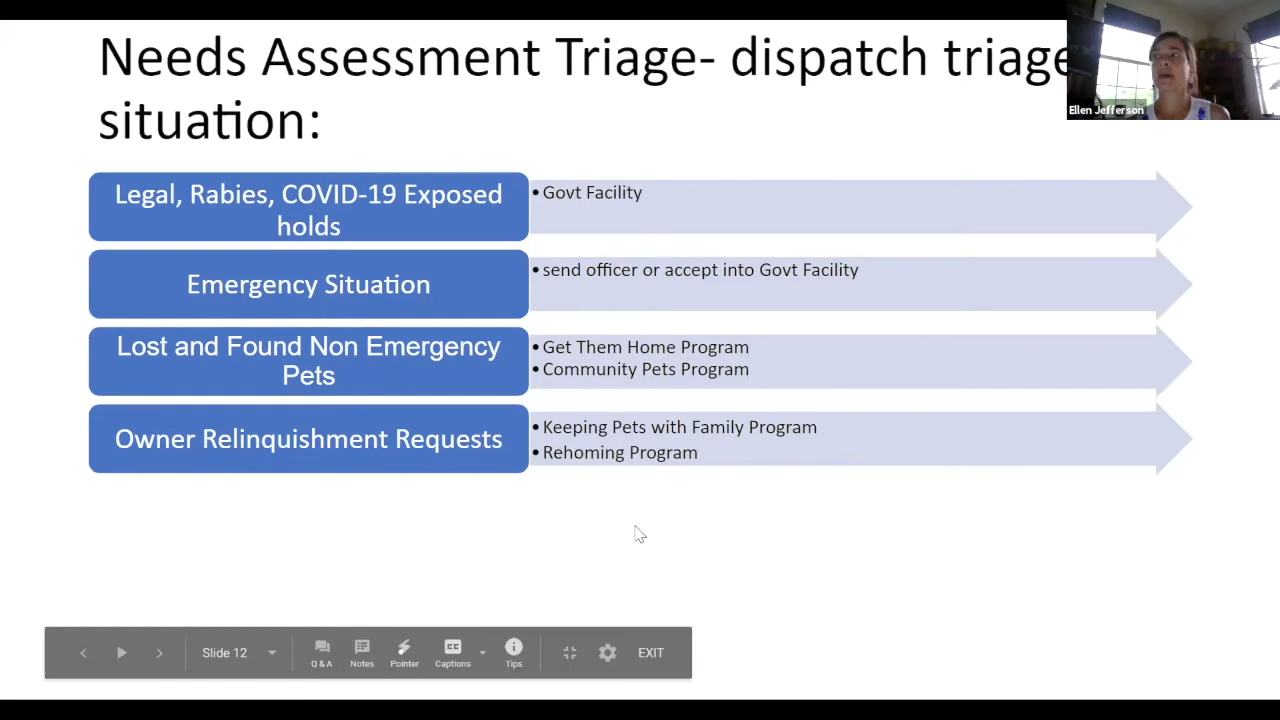 Needs Assessment Triage- dispatch triage
situation:
Ellen Jefferson
Legal, Rabies, COVID-19 Exposed
holds
• Govt Facility
Emergency Situation
• send officer or accept into Govt Facility
Lost and Found Non Emergency
Pets
• Get Them Home Program
• Community Pets Program
Owner Relinquishment Requests
• Keeping Pets with Family Program
• Rehoming Program
Slide 12
Q & A
Notes
Pointer
CC
Captions
Tips
EXIT